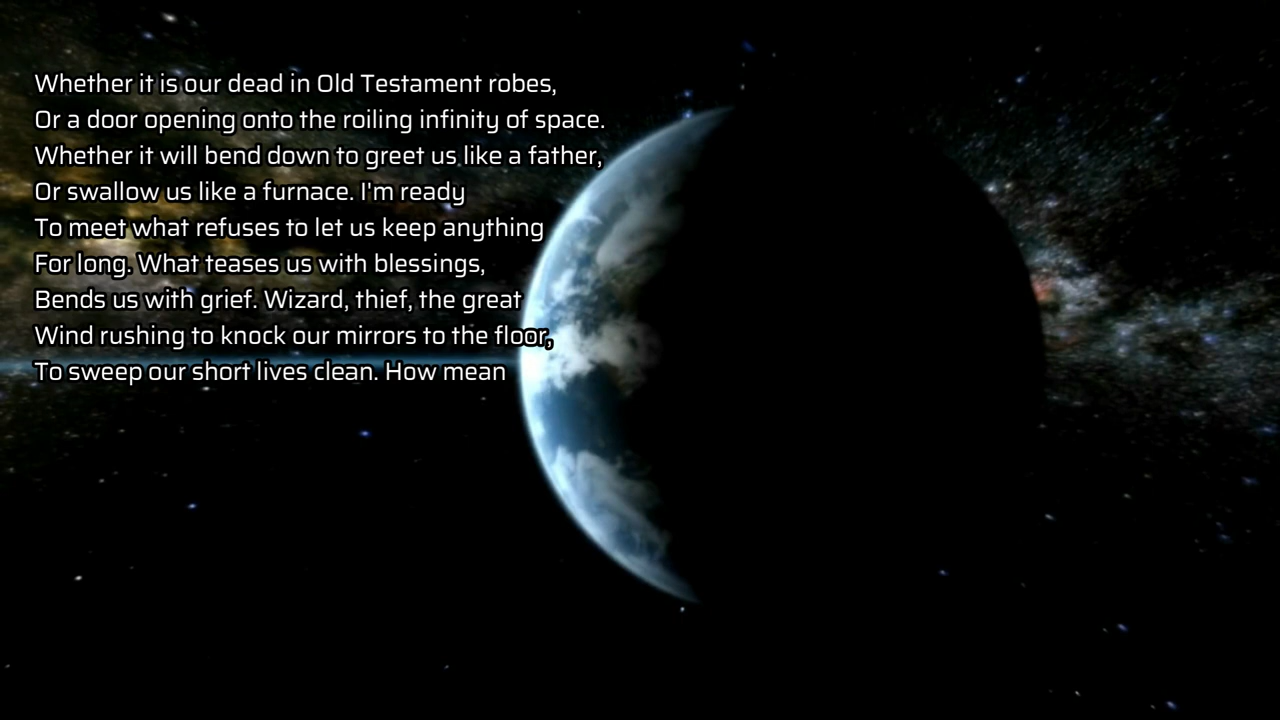 Whether it is our dead in Old Testament robes,
Or a door opening onto the roiling infinity of space.
Whether it will bend down to greet us like a father,
Or swallow us like a furnace. I'm ready
To meet what refuses to let us keep anything
For long. What teases us with blessings,
Bends us with grief. Wizard, thief, the great
Wind rushing to knock our mirrors to the floor,
To sweep our short lives clean. How mean